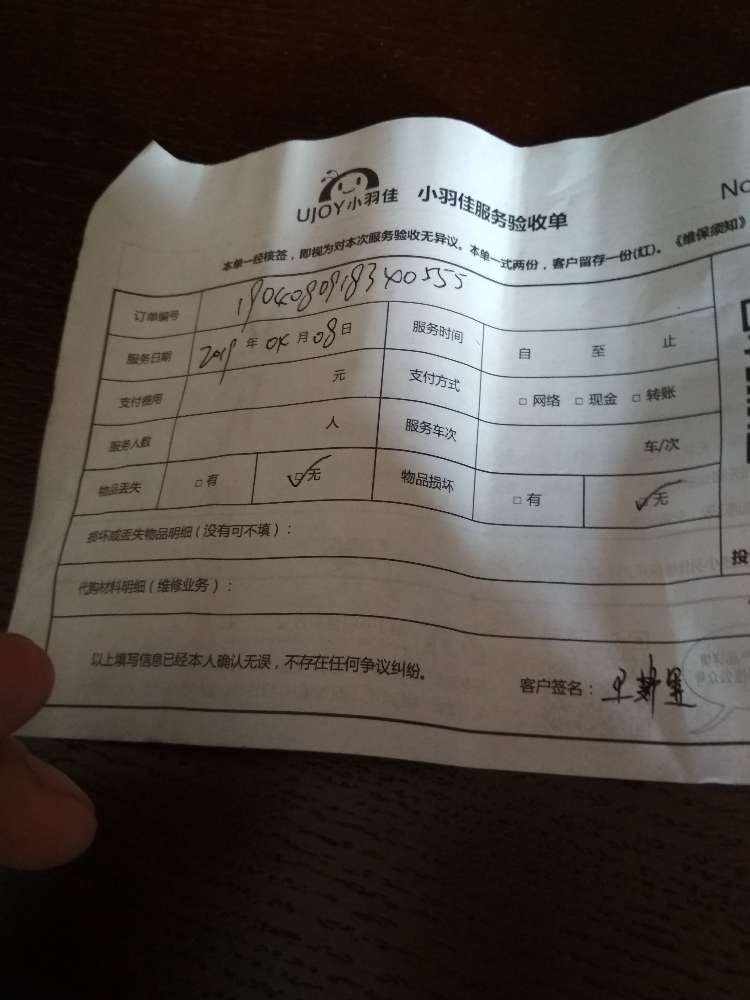 UJOY小羽佳 小羽佳服务验收单
No
本单一经核签，即视为对本次服务验收无异议。本单一式两份，客户留存一份(红)。《维保须知》
订单编号 1904080918340555
服务日期 2019 年 04 月 08 日 服务时间 自 至 止
支付费用 元 支付方式 □ 网络 □ 现金 □ 转账
服务人数 人 服务车次 车/次
物品丢失 □ 有 □ 无 物品损坏 □ 有 □ 无
损坏或丢失物品明细（没有可不填）：
代购材料明细（维修业务）：
投
以上填写信息已经本人确认无误，不存在任何争议纠纷。
客户签名：